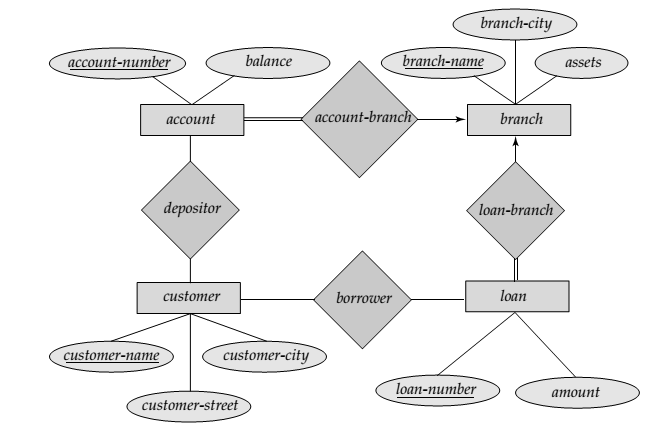 branch-city
account-number
balance
branch-name
assets
account
account-branch
branch
depositor
loan-branch
customer
borrower
loan
customer-name
customer-city
loan-number
amount
customer-street